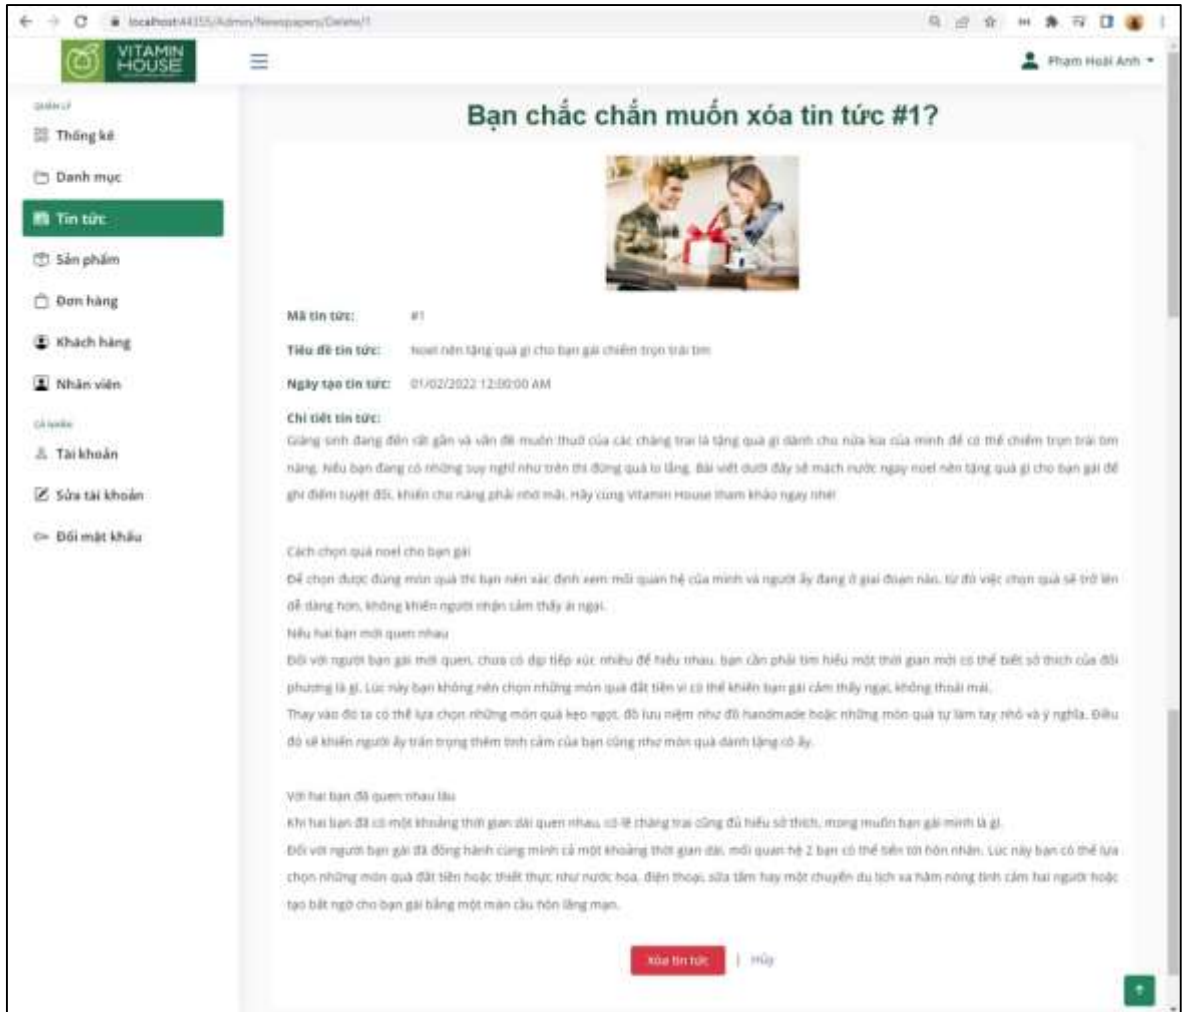 localhost:44355/Admin/Newspapers/Delete/1
VITAMIN
HOUSE
Phạm Hoài Anh
QUẢN LÝ
Thống kê
Danh mục
Tin tức
Sản phẩm
Đơn hàng
Khách hàng
Nhân viên
CÁ NHÂN
Tài khoản
Sửa tài khoản
Đổi mật khẩu
Bạn chắc chắn muốn xóa tin tức #1?
Mã tin tức: #1
Tiêu đề tin tức: Noel nên tặng quà gì cho bạn gái chiếm trọn trái tim
Ngày tạo tin tức: 01/02/2022 12:00:00 AM
Chi tiết tin tức:
Giáng sinh đang đến rất gần và vấn đề muôn thuở của các chàng trai là tặng quà gì dành cho nửa kia của mình để có thể chiếm trọn trái tim
nàng. Nếu bạn đang có những suy nghĩ như trên thì đừng quá lo lắng. Bài viết dưới đây sẽ mách nước ngay noel nên tặng quà gì cho bạn gái để
ghi điểm tuyệt đối, khiến cho nàng phải nhớ mãi. Hãy cùng Vitamin House tham khảo ngay nhé!
Cách chọn quà noel cho bạn gái
Để chọn được đúng món quà thì bạn nên xác định xem mối quan hệ của mình và người ấy đang ở giai đoạn nào, từ đó việc chọn quà sẽ trở lên
dễ dàng hơn, không khiến người nhận cảm thấy ái ngại.
Nếu hai bạn mới quen nhau
Đối với người bạn gái mới quen, chưa có dịp tiếp xúc nhiều để hiểu nhau, bạn cần phải tìm hiểu một thời gian mới có thể biết sở thích của đối
phương là gì. Lúc này bạn không nên chọn những món quà đắt tiền vì có thể khiến bạn gái cảm thấy ngại, không thoải mái.
Thay vào đó ta có thể lựa chọn những món quà kẹo ngọt, đồ lưu niệm như đồ handmade hoặc những món quà tự làm tay nhỏ và ý nghĩa. Điều
đó sẽ khiến người ấy trân trọng thêm tình cảm của bạn cũng như món quà dành tặng cô ấy.
Với hai bạn đã quen nhau lâu
Khi hai bạn đã có một khoảng thời gian dài quen nhau, có lẽ chàng trai cũng đủ hiểu sở thích, mong muốn bạn gái mình là gì.
Đối với người bạn gái đã đồng hành cùng mình cả một khoảng thời gian dài, mối quan hệ 2 bạn có thể tiến tới hôn nhân. Lúc này bạn có thể lựa
chọn những món quà đắt tiền hoặc thiết thực như nước hoa, điện thoại, sữa tắm hay một chuyến du lịch xa hâm nóng tình cảm hai người hoặc
tạo bất ngờ cho bạn gái bằng một màn cầu hôn lãng mạn.
Xóa tin tức | Hủy